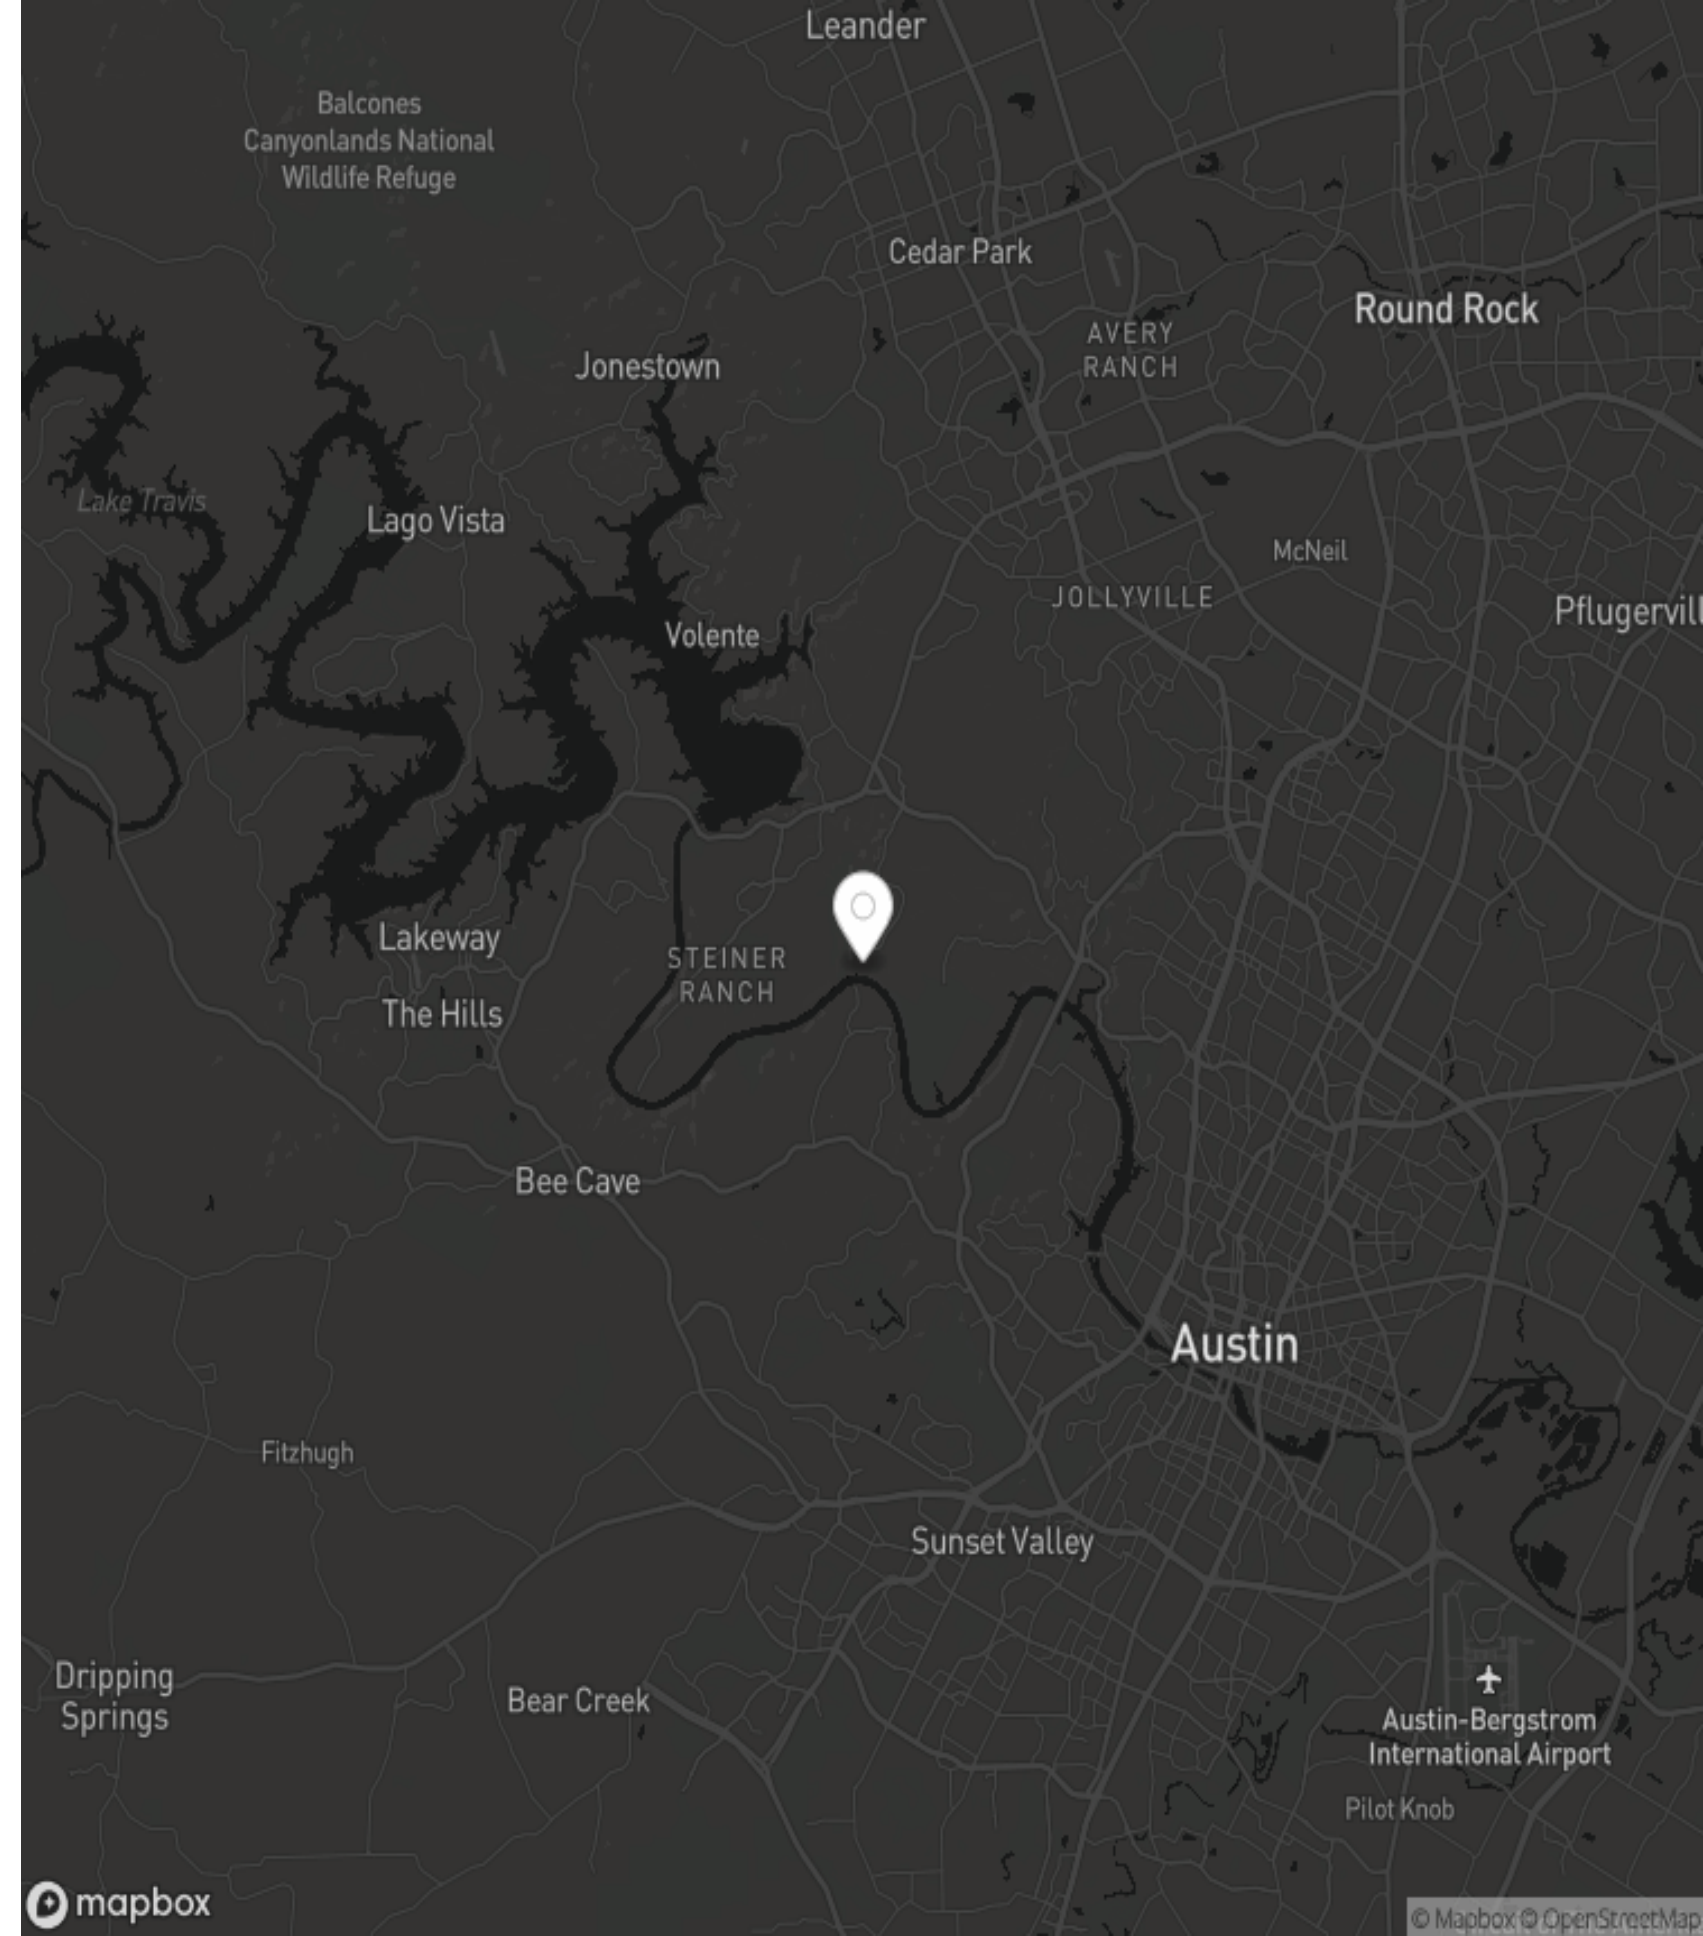 Leander
Balcones
Canyonlands National
Wildlife Refuge
Cedar Park
Round Rock
AVERY
RANCH
Jonestown
Lake Travis
Lago Vista
McNeil
JOLLYVILLE
Pflugervill
Volente
Lakeway
STEINER
RANCH
The Hills
Bee Cave
Austin
Fitzhugh
Sunset Valley
Dripping
Springs
Bear Creek
Austin-Bergstrom
International Airport
Pilot Knob
mapbox
© Mapbox © OpenStreetMap